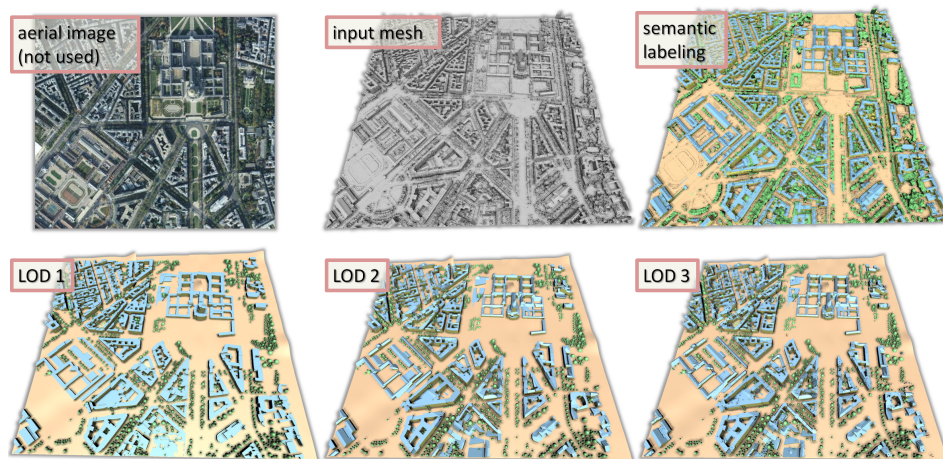 aerial image
(not used)
input mesh
semantic
labeling
LOD 1
LOD 2
LOD 3